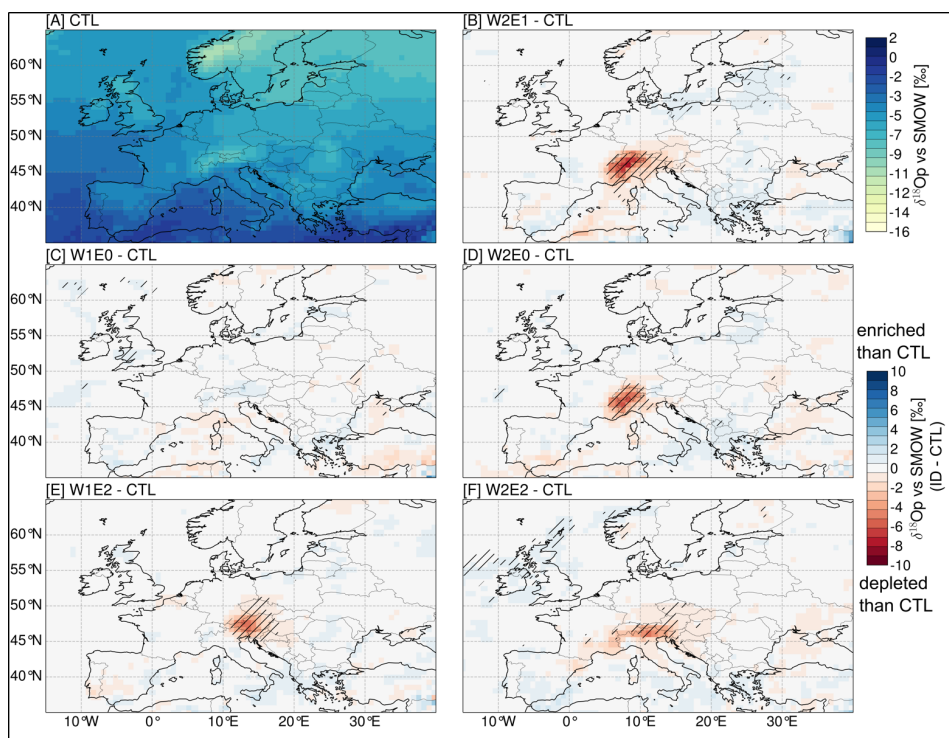 [A] CTL
[B] W2E1 - CTL
60°N
55°N
50°N
45°N
40°N
2
0
-2
-3
-5
-7
-9
-11
-12
-14
-16
δ¹⁸Op vs SMOW [‰]
[C] W1E0 - CTL
[D] W2E0 - CTL
60°N
55°N
50°N
45°N
40°N
enriched
than CTL
10
8
6
4
2
0
-2
-4
-6
-8
-10
δ¹⁸Op vs SMOW [‰]
(ID - CTL)
depleted
than CTL
[E] W1E2 - CTL
[F] W2E2 - CTL
60°N
55°N
50°N
45°N
40°N
10°W
0°
10°E
20°E
30°E
10°W
0°
10°E
20°E
30°E